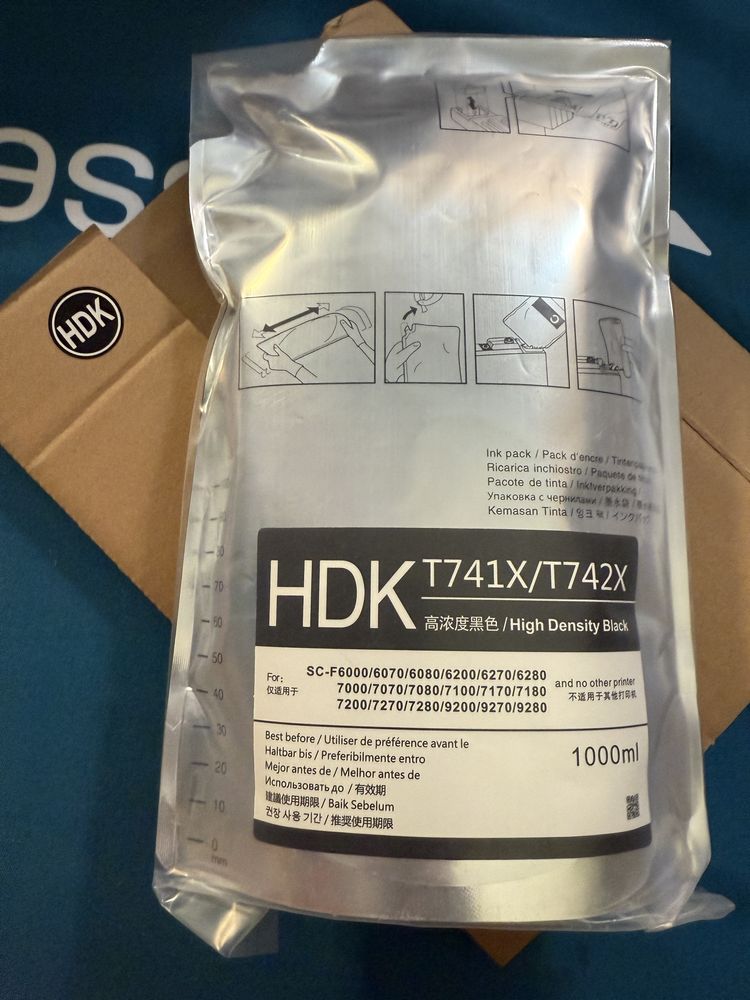 HDK
Ink pack / Pack d'encre /
Ricarica inchiostro / Paquete de
Pacote de tinta / Inktverpakking /
Упаковка с чернилами /
Kemasan Tinta / 잉크 팩 /
80
70
60
50
40
30
20
10
0
mm
HDK T741X/T742X
高浓度黑色 / High Density Black
For: SC-F6000/6070/6080/6200/6270/6280 and no other printer
仅适用于 7000/7070/7080/7100/7170/7180 不适用于其他打印机
7200/7270/7280/9200/9270/9280
Best before / Utiliser de préférence avant le
Haltbar bis / Preferibilmente entro
Mejor antes de / Melhor antes de
Использовать до / 有效期
建議使用期限 / Baik Sebelum
권장 사용 기간 / 推奨使用期限
1000ml